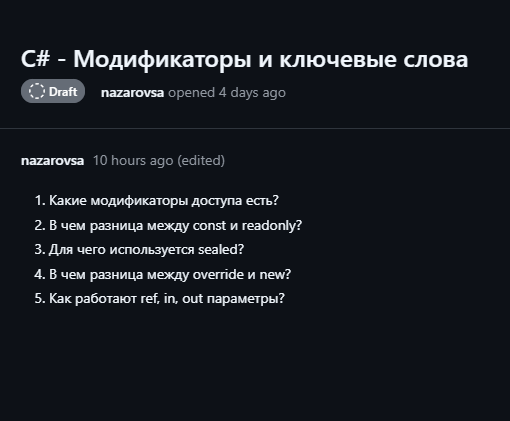 C# - Модификаторы и ключевые слова
Draft nazarovsa opened 4 days ago
nazarovsa 10 hours ago (edited)
1. Какие модификаторы доступа есть?
2. В чем разница между const и readonly?
3. Для чего используется sealed?
4. В чем разница между override и new?
5. Как работают ref, in, out параметры?